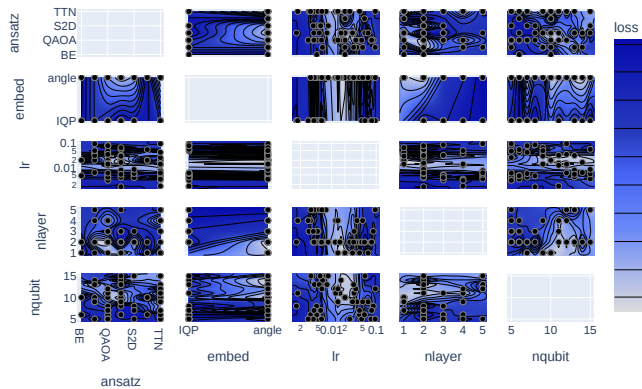 loss
TTN
S2D
QAOA
BE
ansatz
angle
IQP
embed
0.1
5
2
0.01
5
2
lr
5
4
3
2
1
nlayer
15
10
5
nqubit
BE
QAOA
S2D
TTN
ansatz
IQP
angle
embed
2
5
0.01
2
5
0.1
lr
1
2
3
4
5
nlayer
5
10
15
nqubit